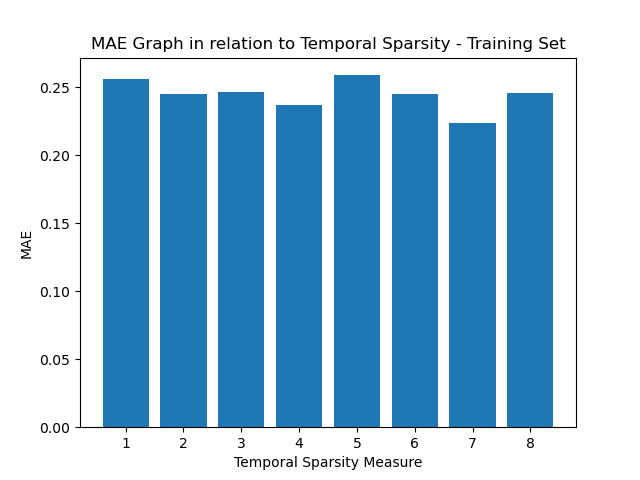 MAE Graph in relation to Temporal Sparsity - Training Set
0.25
0.20
0.15
0.10
0.05
0.00
MAE
1 2 3 4 5 6 7 8
Temporal Sparsity Measure